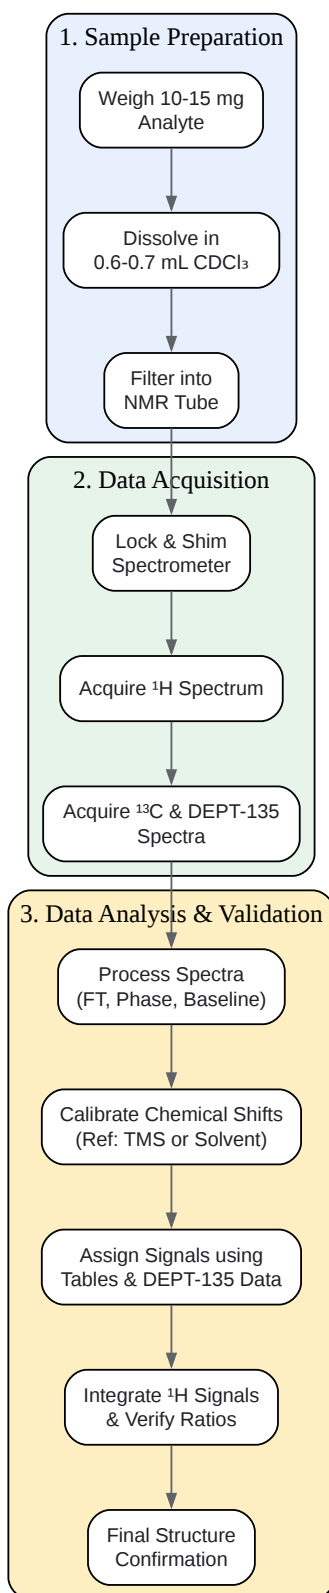 1. Sample Preparation
Weigh 10-15 mg
Analyte
Dissolve in
0.6-0.7 mL CDCl₃
Filter into
NMR Tube
2. Data Acquisition
Lock & Shim
Spectrometer
Acquire ¹H Spectrum
Acquire ¹³C & DEPT-135
Spectra
3. Data Analysis & Validation
Process Spectra
(FT, Phase, Baseline)
Calibrate Chemical Shifts
(Ref: TMS or Solvent)
Assign Signals using
Tables & DEPT-135 Data
Integrate ¹H Signals
& Verify Ratios
Final Structure
Confirmation